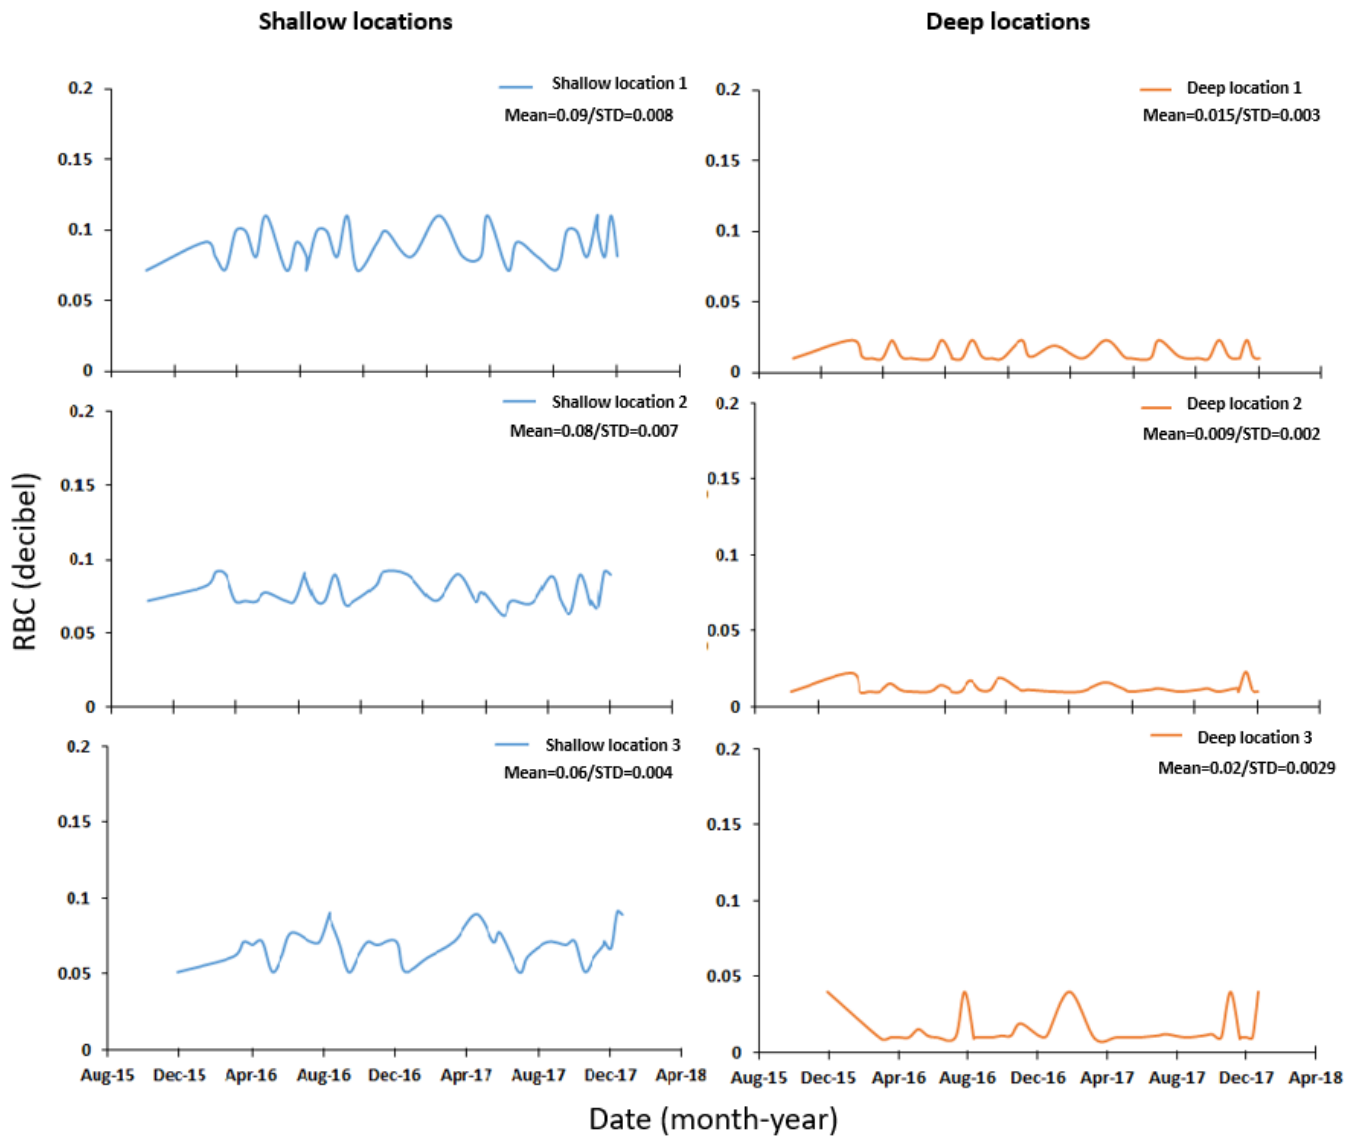 Shallow locations
Deep locations
Shallow location 1
Mean=0.09/STD=0.008
0.2
0.15
0.1
0.05
0
Deep location 1
Mean=0.015/STD=0.003
0.2
0.15
0.1
0.05
0
Shallow location 2
Mean=0.08/STD=0.007
0.2
0.15
0.1
0.05
0
Deep location 2
Mean=0.009/STD=0.002
0.2
0.15
0.1
0.05
0
RBC (decibel)
Shallow location 3
Mean=0.06/STD=0.004
0.2
0.15
0.1
0.05
0
Aug-15 Dec-15 Apr-16 Aug-16 Dec-16 Apr-17 Aug-17 Dec-17 Apr-18
Deep location 3
Mean=0.02/STD=0.0029
0.2
0.15
0.1
0.05
0
Aug-15 Dec-15 Apr-16 Aug-16 Dec-16 Apr-17 Aug-17 Dec-17 Apr-18
Date (month-year)